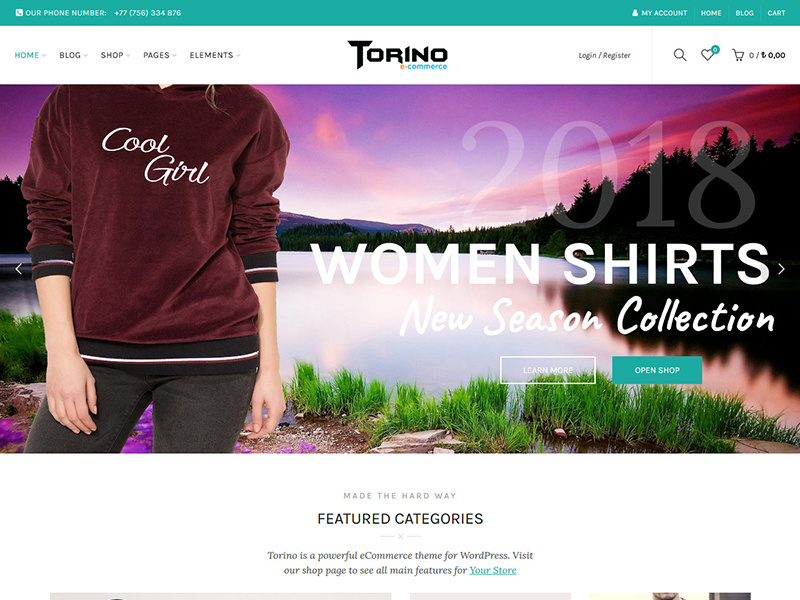 OUR PHONE NUMBER: +77 (756) 334 876
MY ACCOUNT HOME BLOG CART
HOME BLOG SHOP PAGES ELEMENTS
TORINO
e-commerce
Login / Register
0
0 / ₺ 0,00
Cool
Girl
2018
WOMEN SHIRTS
New Season Collection
LEARN MORE
OPEN SHOP
MADE THE HARD WAY
FEATURED CATEGORIES
Torino is a powerful eCommerce theme for WordPress. Visit
our shop page to see all main features for Your Store